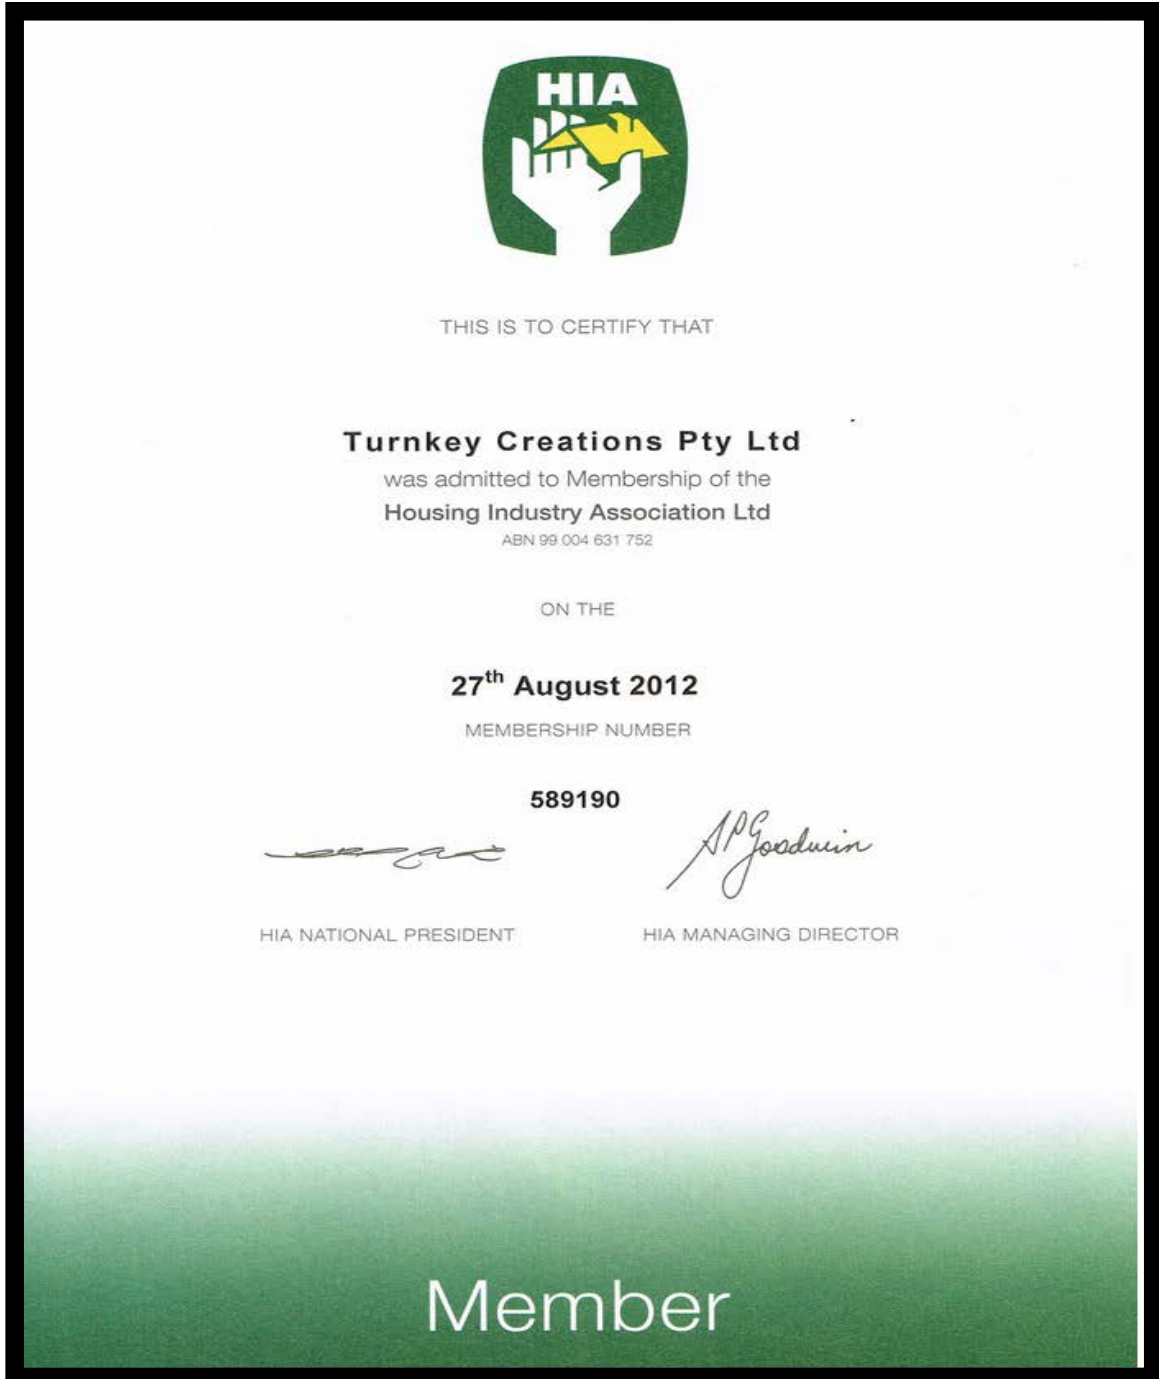 HIA
THIS IS TO CERTIFY THAT
Turnkey Creations Pty Ltd
was admitted to Membership of the
Housing Industry Association Ltd
ABN 99 004 631 752
ON THE
27th August 2012
MEMBERSHIP NUMBER
589190
APGoodwin
HIA NATIONAL PRESIDENT HIA MANAGING DIRECTOR
Member